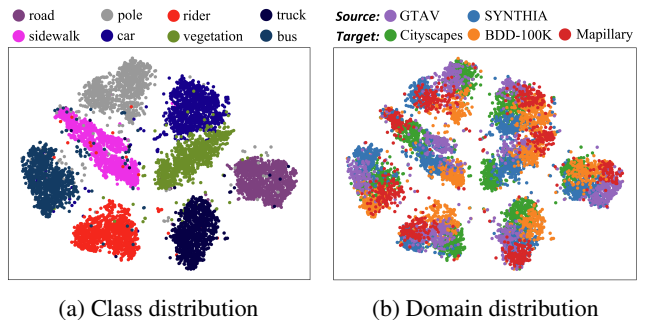 road pole rider truck
sidewalk car vegetation bus
Source: GTAV SYNTHIA
Target: Cityscapes BDD-100K Mapillary
(a) Class distribution
(b) Domain distribution